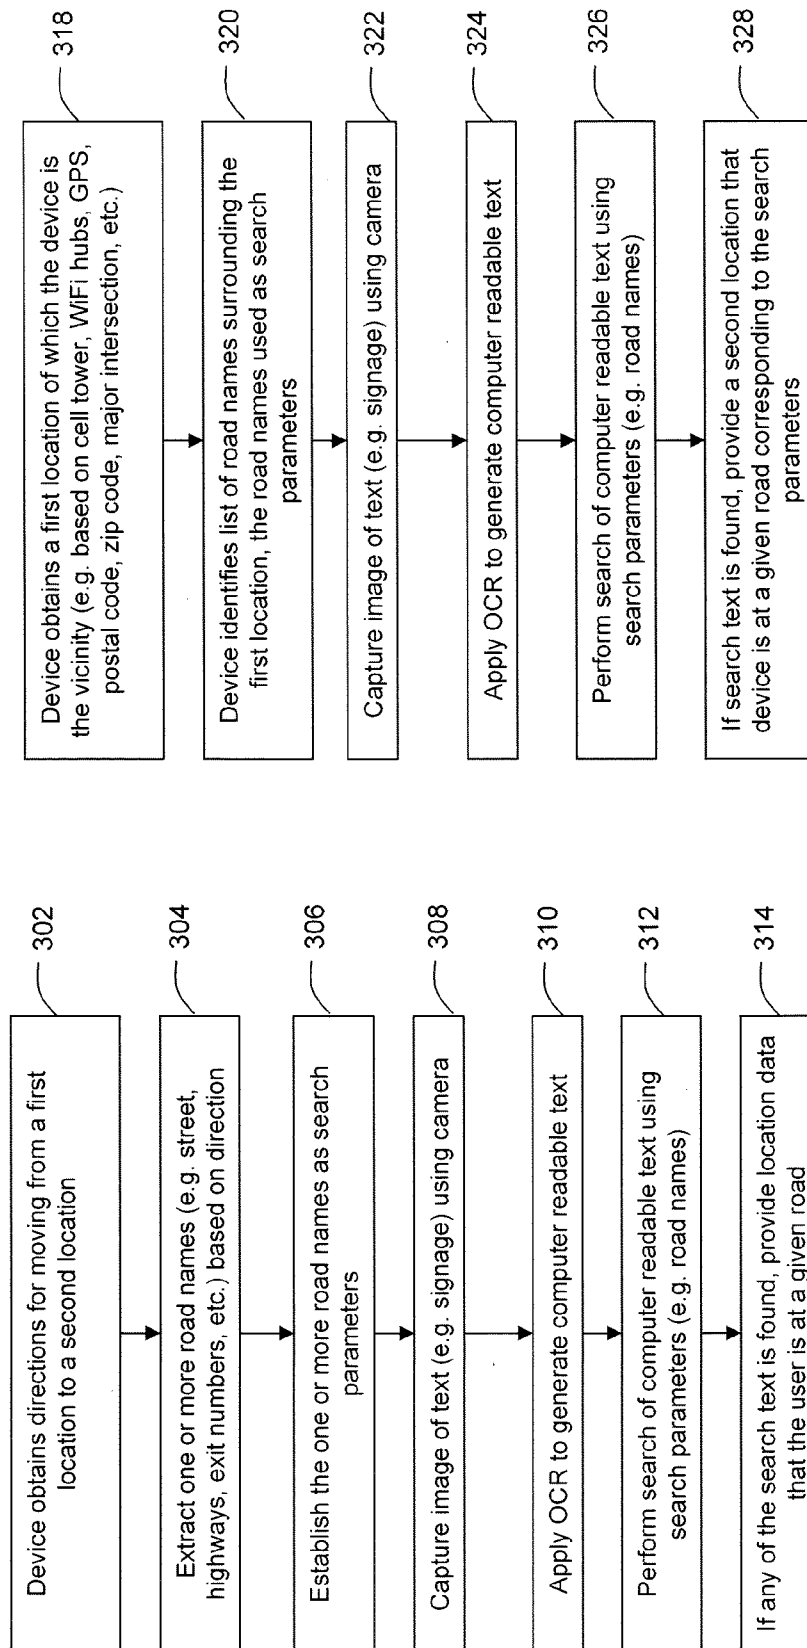 Device obtains directions for moving from a first
location to a second location
302
Extract one or more road names (e.g. street,
highways, exit numbers, etc.) based on direction
304
Establish the one or more road names as search
parameters
306
Capture image of text (e.g. signage) using camera
308
Apply OCR to generate computer readable text
310
Perform search of computer readable text using
search parameters (e.g. road names)
312
If any of the search text is found, provide location data
that the user is at a given road
314
Device obtains a first location of which the device is
the vicinity (e.g. based on cell tower, WiFi hubs, GPS,
postal code, zip code, major intersection, etc.)
318
Device identifies list of road names surrounding the
first location, the road names used as search
parameters
320
Capture image of text (e.g. signage) using camera
322
Apply OCR to generate computer readable text
324
Perform search of computer readable text using
search parameters (e.g. road names)
326
If search text is found, provide a second location that
device is at a given road corresponding to the search
parameters
328